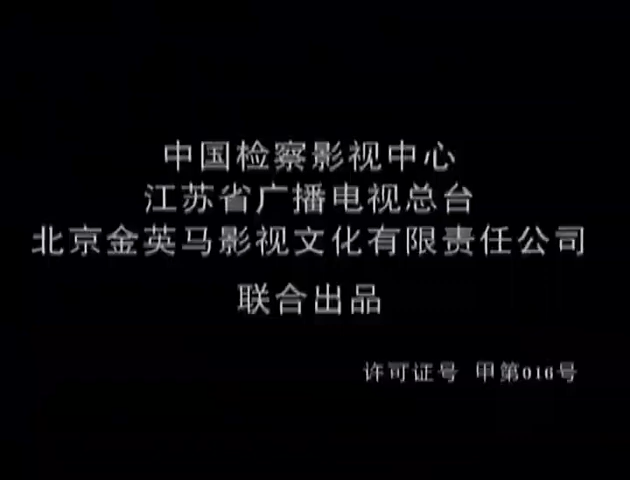 中国检察影视中心
江苏省广播电视总台
北京金英马影视文化有限责任公司
联合出品
许可证号 甲第016号